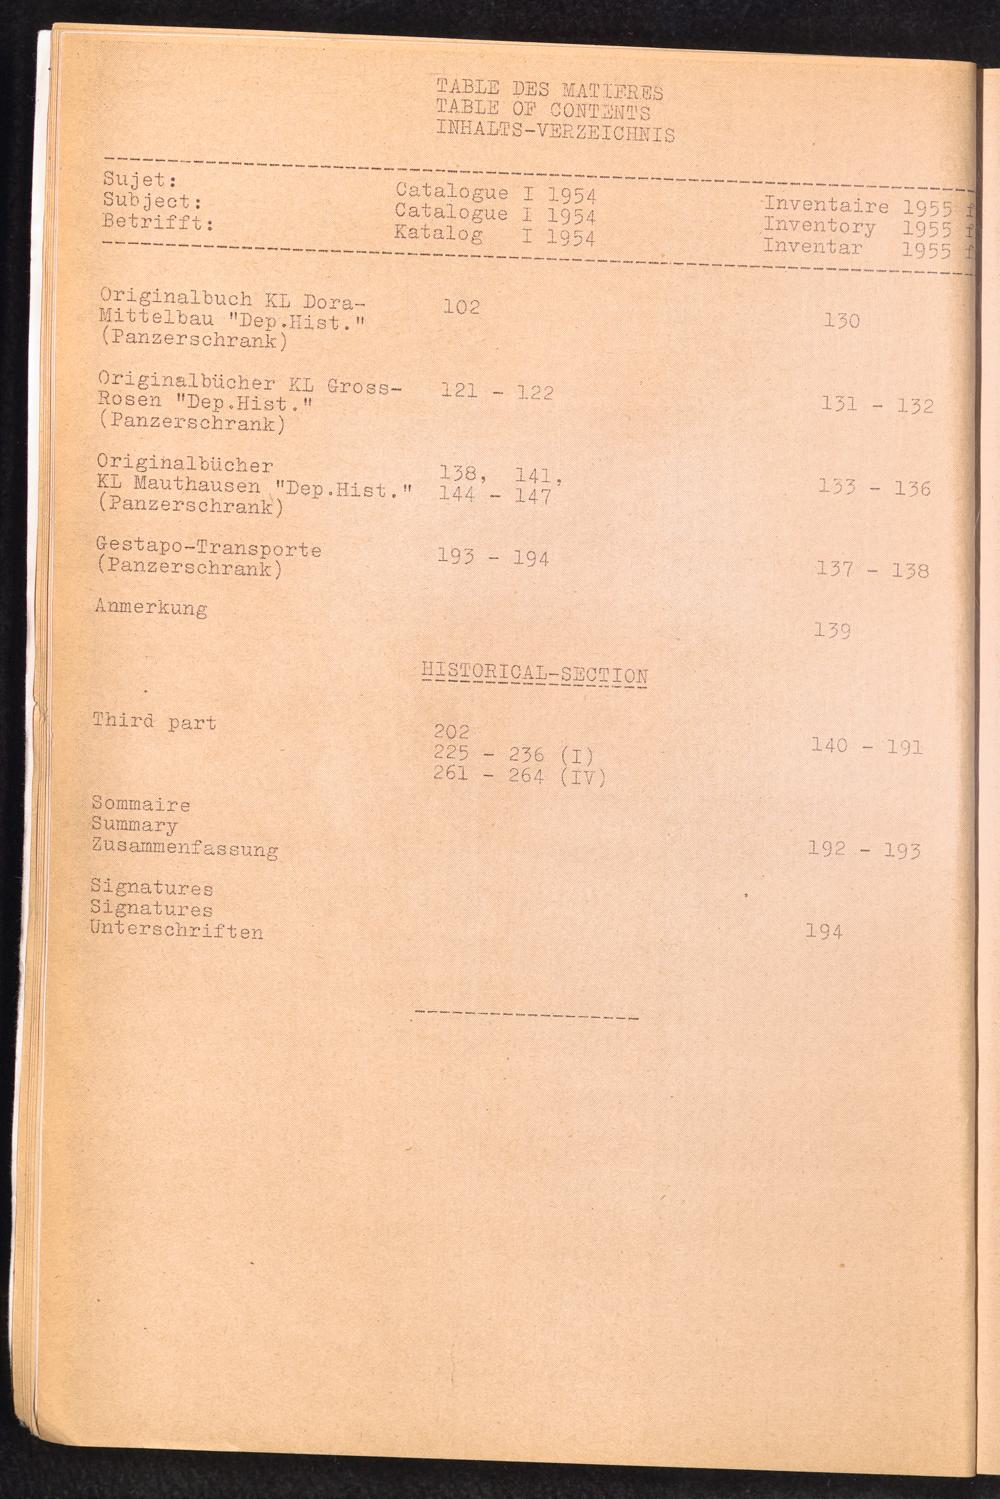 TABLE DES MATIERES
TABLE OF CONTENTS
INHALTS-VERZEICHNIS
Sujet: Catalogue I 1954 Inventaire 1955 f
Subject: Catalogue I 1954 Inventory 1955 f
Betrifft: Katalog I 1954 Inventar 1955 f
Originalbuch KL Dora- 102
Mittelbau "Dep.Hist." 130
(Panzerschrank)
Originalbücher KL Gross- 121 - 122
Rosen "Dep.Hist." 131 - 132
(Panzerschrank)
Originalbücher 138, 141,
KL Mauthausen "Dep.Hist." 144 - 147 133 - 136
(Panzerschrank)
Gestapo-Transporte 193 - 194
(Panzerschrank) 137 - 138
Anmerkung 139
HISTORICAL-SECTION
Third part 202 140 - 191
225 - 236 (I)
261 - 264 (IV)
Sommaire
Summary
Zusammenfassung 192 - 193
Signatures
Signatures
Unterschriften 194